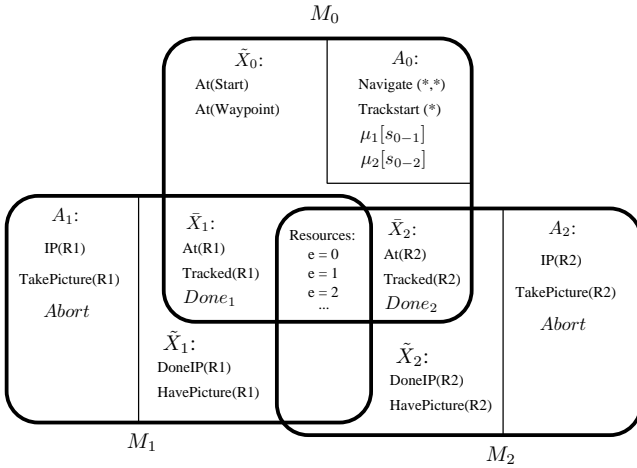 M₀
X̃₀:
At(Start)
At(Waypoint)
A₀:
Navigate (*,*)
Trackstart (*)
μ₁[s₀₋₁]
μ₂[s₀₋₂]
A₁:
IP(R1)
TakePicture(R1)
Abort
X̄₁:
At(R1)
Tracked(R1)
Done₁
Resources:
e = 0
e = 1
e = 2
...
X̄₂:
At(R2)
Tracked(R2)
Done₂
A₂:
IP(R2)
TakePicture(R2)
Abort
X̃₁:
DoneIP(R1)
HavePicture(R1)
X̃₂:
DoneIP(R2)
HavePicture(R2)
M₁
M₂